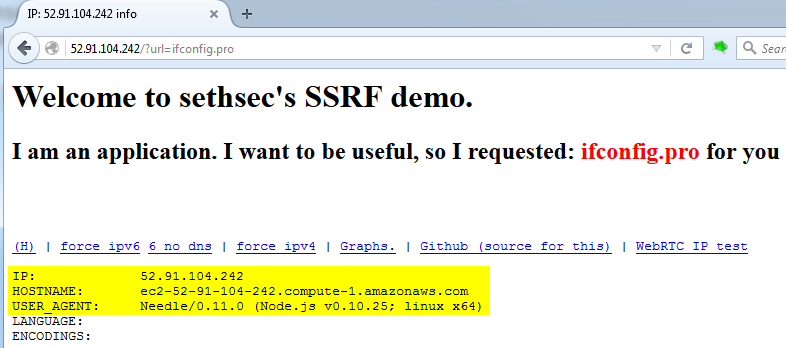 IP: 52.91.104.242 info
52.91.104.242/?url=ifconfig.pro
Sear
Welcome to sethsec's SSRF demo.
I am an application. I want to be useful, so I requested: ifconfig.pro for you
(H) | force ipv6 6 no dns | force ipv4 | Graphs. | Github (source for this) | WebRTC IP test
IP: 52.91.104.242
HOSTNAME: ec2-52-91-104-242.compute-1.amazonaws.com
USER_AGENT: Needle/0.11.0 (Node.js v0.10.25; linux x64)
LANGUAGE:
ENCODINGS: